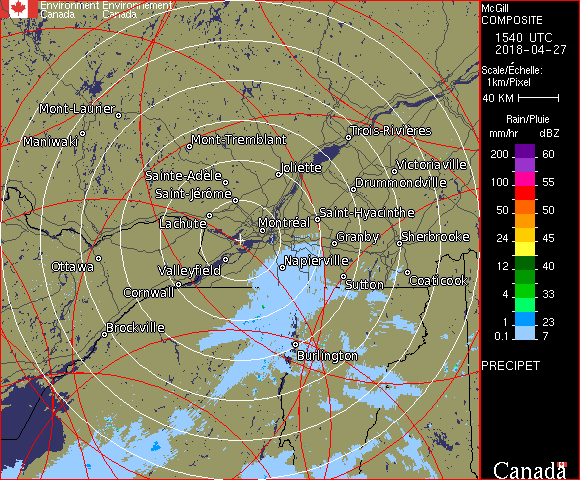 Environment Environnement
Canada Canada
McGill
COMPOSITE
1540 UTC
2018-04-27
Scale/Échelle:
1km/Pixel
40 KM
Rain/Pluie
mm/hr dBZ
200 60
150 57
100 55
50 50
24 45
12 40
4 33
1 23
0.1 7
PRECIPET
Canada
Mont-Laurier
Maniwaki
Mont-Tremblant
Trois-Rivières
Joliette
Victoriaville
Sainte-Adèle
Drummondville
Saint-Jérôme
Lachute
Saint-Hyacinthe
Montréal
Granby
Sherbrooke
Ottawa
Valleyfield
Napierville
Cornwall
Sutton
Coaticook
Brockville
Burlington